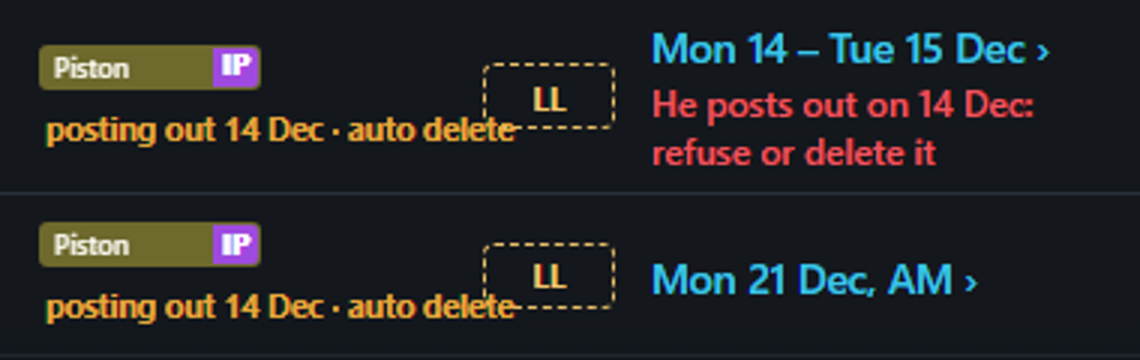 Piston IP
posting out 14 Dec · auto delete
LL
Mon 14 – Tue 15 Dec ›
He posts out on 14 Dec:
refuse or delete it
Piston IP
posting out 14 Dec · auto delete
LL
Mon 21 Dec, AM ›